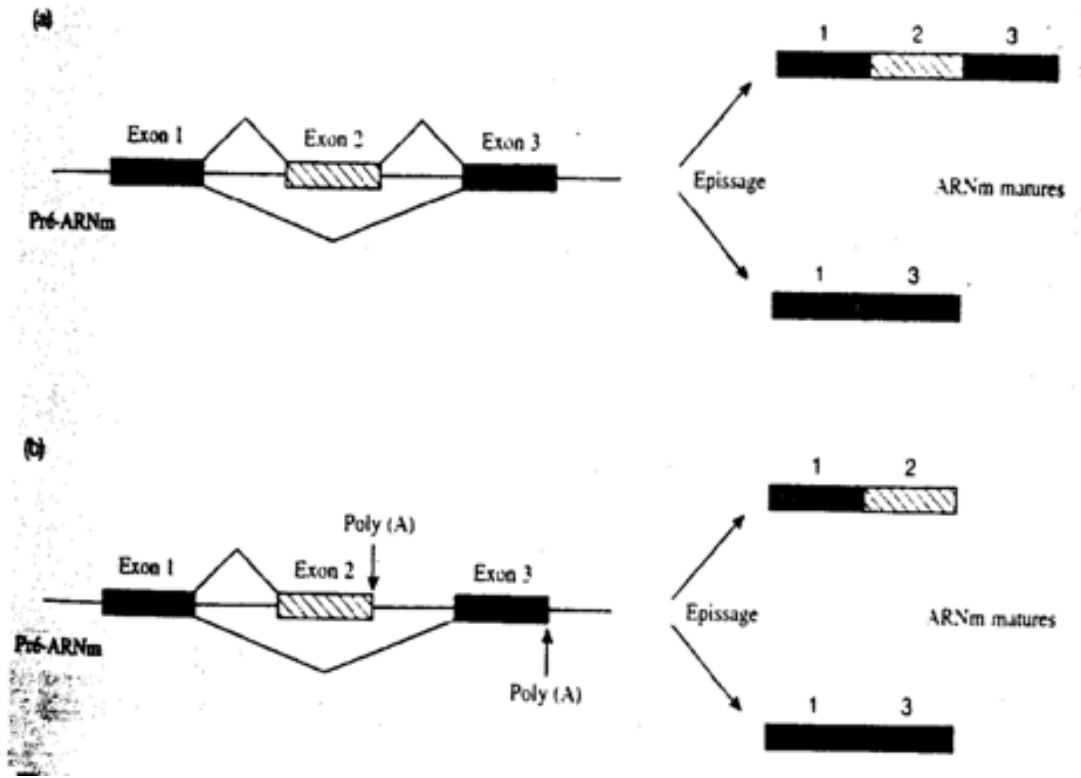 (a)
1 2 3
Exon 1 Exon 2 Exon 3
Epissage ARNm matures
Pré-ARNm
1 3
(b)
1 2
Poly (A)
Exon 1 Exon 2 Exon 3
Epissage ARNm matures
Pré-ARNm
Poly (A)
1 3